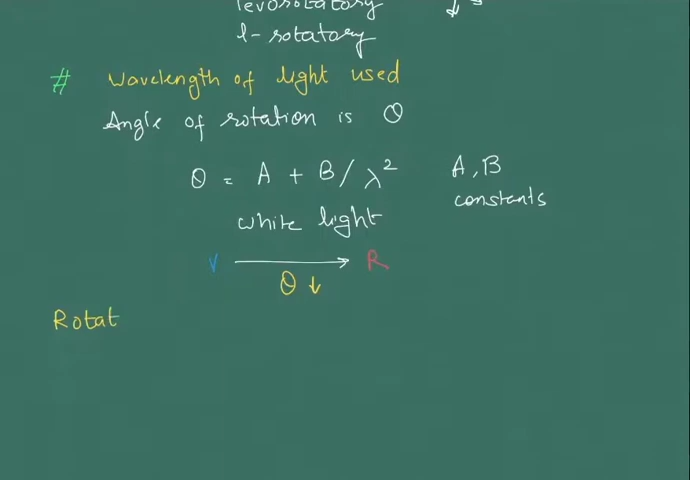 levorotatory
l-rotatory
# Wavelength of light used
Angle of rotation is θ
θ = A + B/λ² A, B
constants
white light
V → R
θ ↓
Rotat